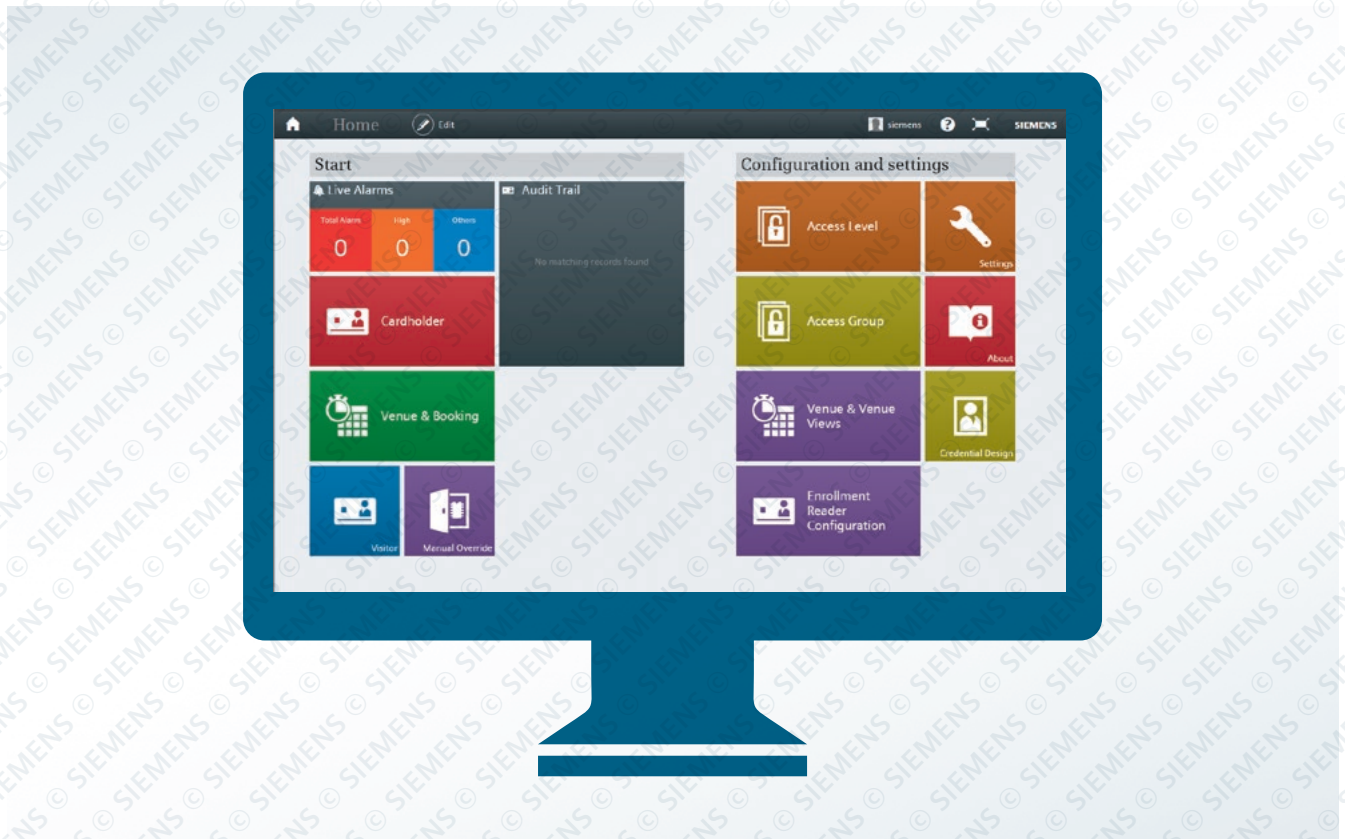 Home
Edit
siemens
?
SIEMENS
Start
Live Alarms
Total Alarm
High
Others
0
0
0
Audit Trail
No matching records found
Cardholder
Venue & Booking
Visitor
Manual Override
Configuration and settings
Access Level
Settings
Access Group
About
Venue & Venue
Views
Credential Design
Enrollment
Reader
Configuration
© SIEMENS